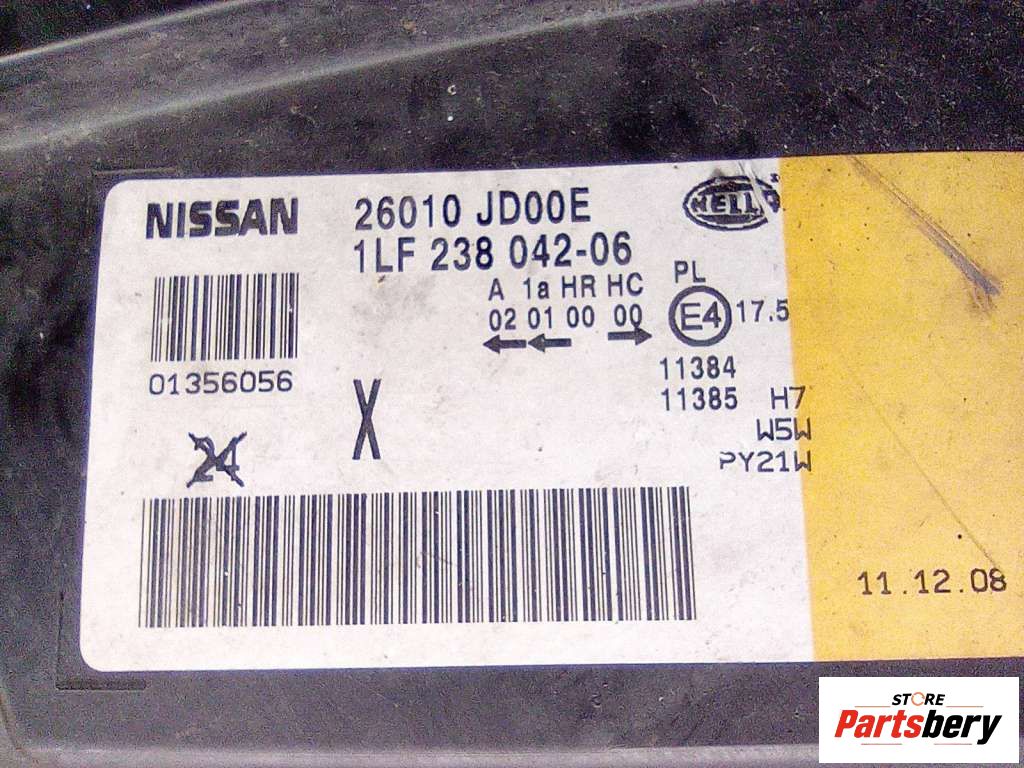 NISSAN 26010 JD00E HELLA
1LF 238 042-06
A 1a HR HC PL
02 01 00 00 E4 17.5
01356056
11384
11385 H7
X
W5W
24
PY21W
11.12.08
STORE
Partsbery